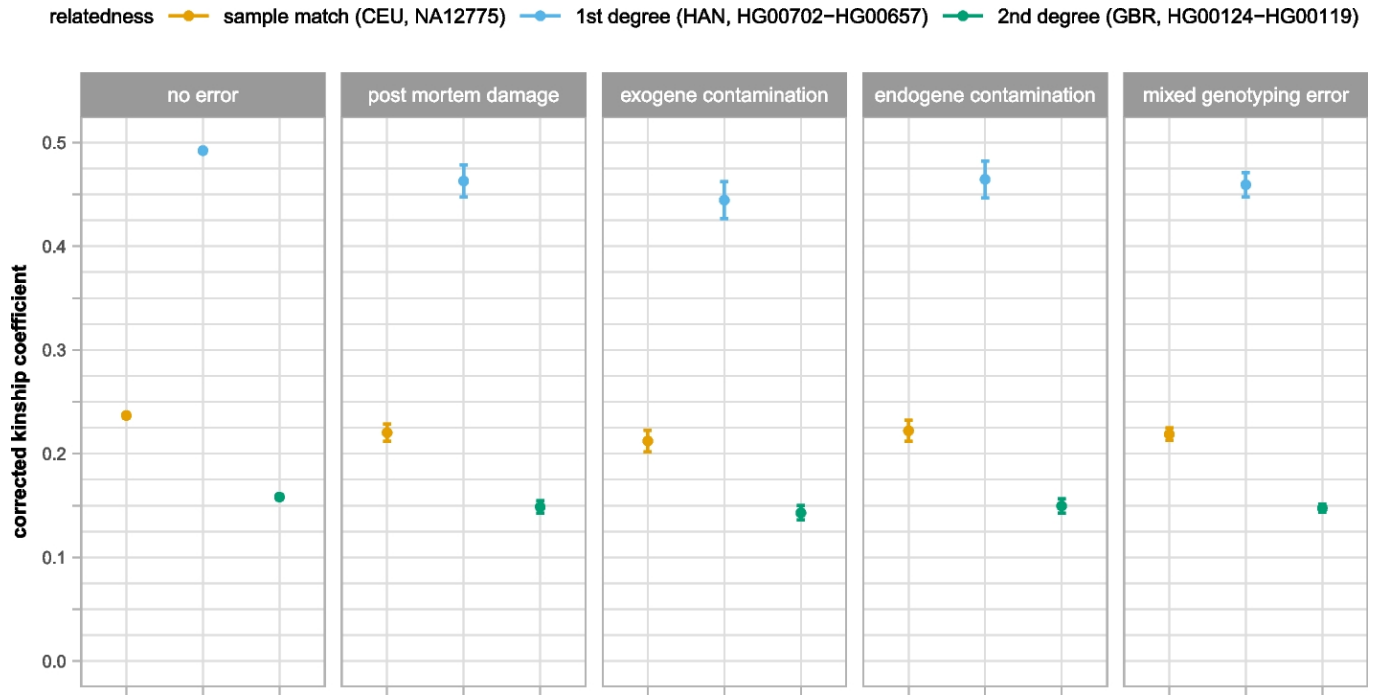 relatedness sample match (CEU, NA12775) 1st degree (HAN, HG00702−HG00657) 2nd degree (GBR, HG00124−HG00119)
no error post mortem damage exogene contamination endogene contamination mixed genotyping error
corrected kinship coefficient
0.5
0.4
0.3
0.2
0.1
0.0